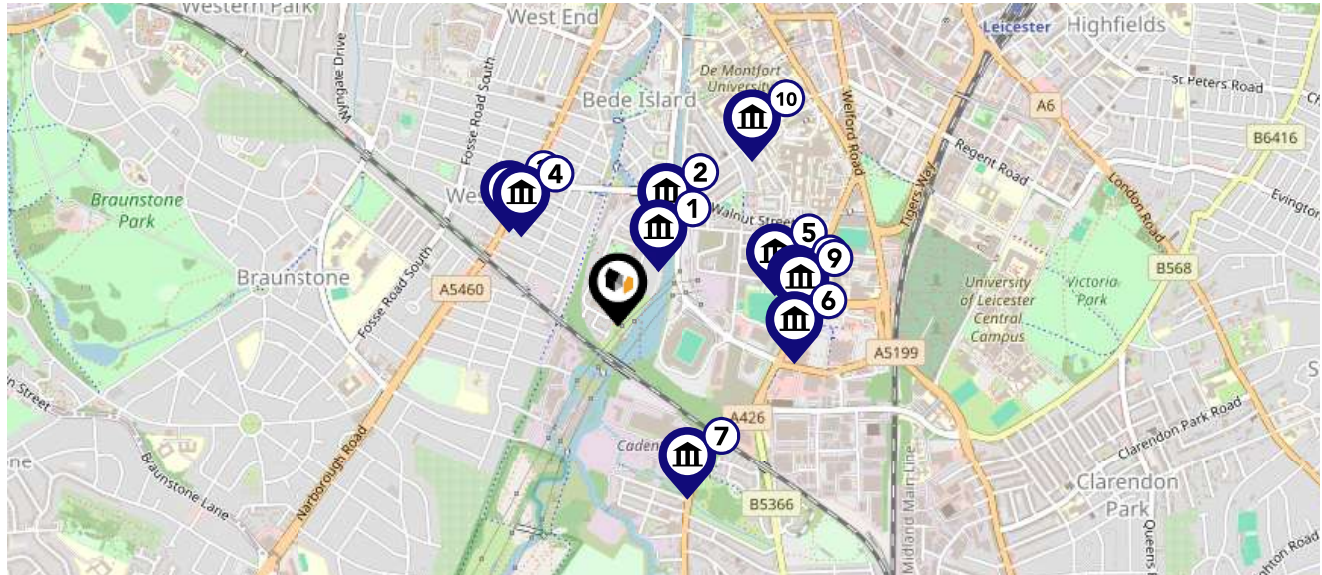 Western Park
West End
Leicester
Highfields
Wyngale Drive
Fosse Road South
De Montfort
University
St Peters Road
Bede Island
10
A6
Welford Road
B6416
Regent Road
Tigers Way
London Road
4
2
Braunstone
Park
1
Walnut Street
Evington
5
9
Braunstone
Fosse Road South
A5460
B568
University
of Leicester
Central
Campus
Victoria
Park
6
A5199
A426
7
Clarendon Park Road
Narborough Road
Braunstone Lane
B5366
Midland Main Line
Clarendon
Park
Queens